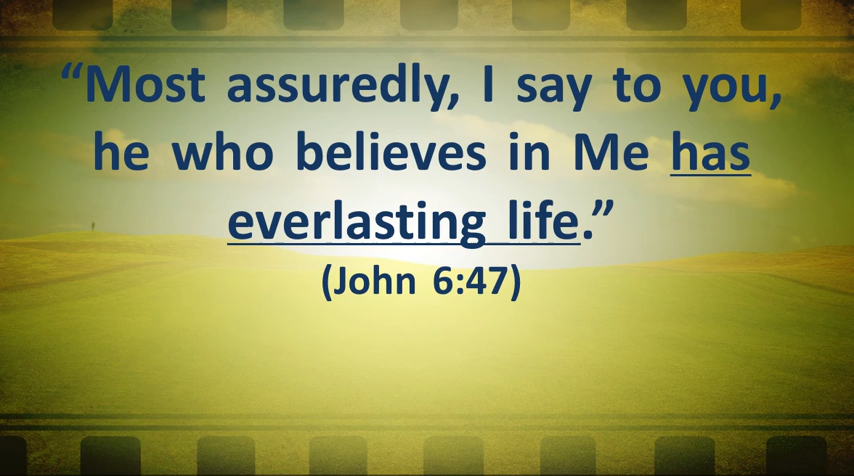 “Most assuredly, I say to you,
he who believes in Me has
everlasting life.”
(John 6:47)